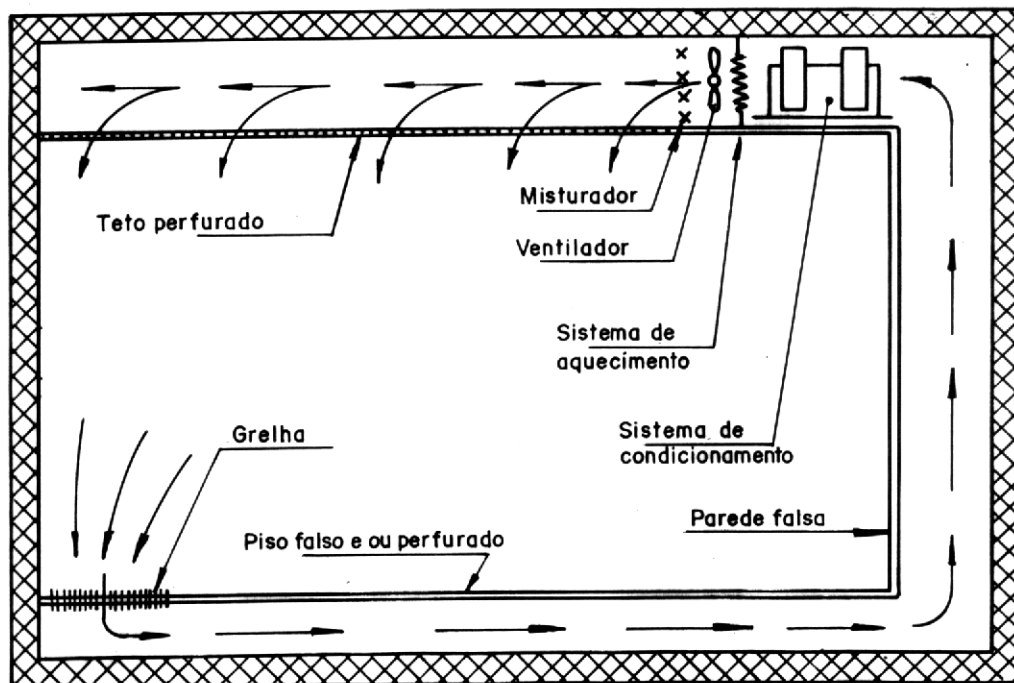 Misturador
Teto perfurado
Ventilador
Sistema de
aquecimento
Grelha
Sistema de
condicionamento
Parede falsa
Piso falso e ou perfurado